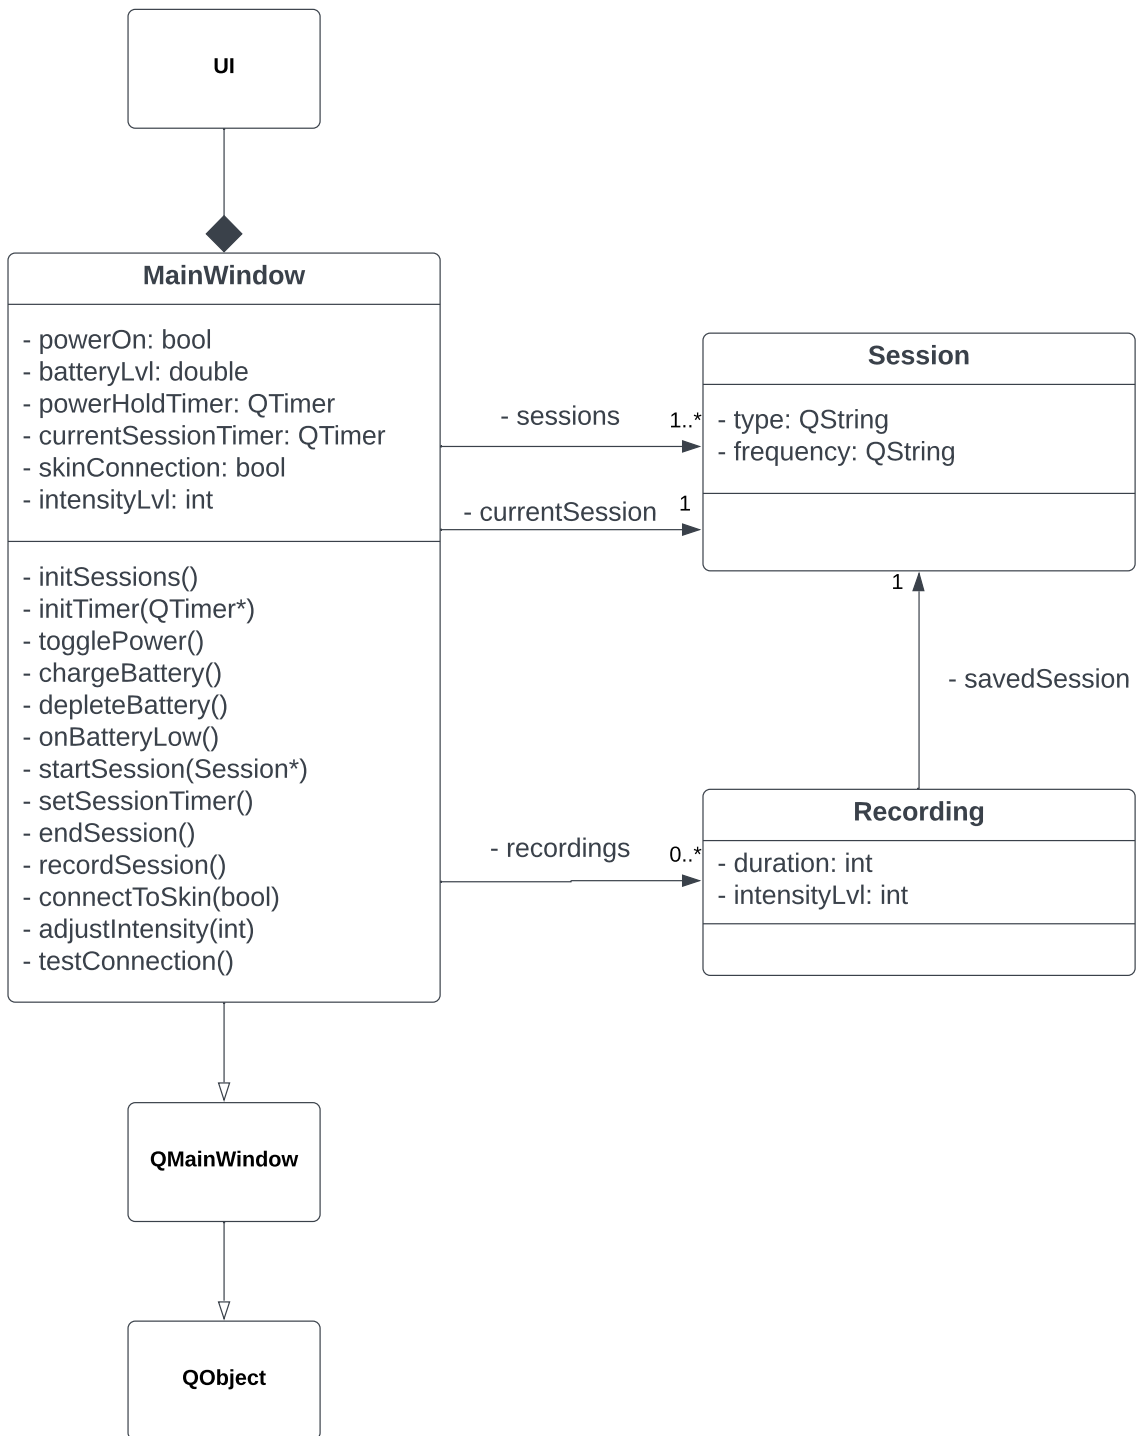 UI
MainWindow
- powerOn: bool
- batteryLvl: double
- powerHoldTimer: QTimer
- currentSessionTimer: QTimer
- skinConnection: bool
- intensityLvl: int
- initSessions()
- initTimer(QTimer*)
- togglePower()
- chargeBattery()
- depleteBattery()
- onBatteryLow()
- startSession(Session*)
- setSessionTimer()
- endSession()
- recordSession()
- connectToSkin(bool)
- adjustIntensity(int)
- testConnection()
- sessions
1..*
- currentSession
1
Session
- type: QString
- frequency: QString
1
- savedSession
- recordings
0..*
Recording
- duration: int
- intensityLvl: int
QMainWindow
QObject